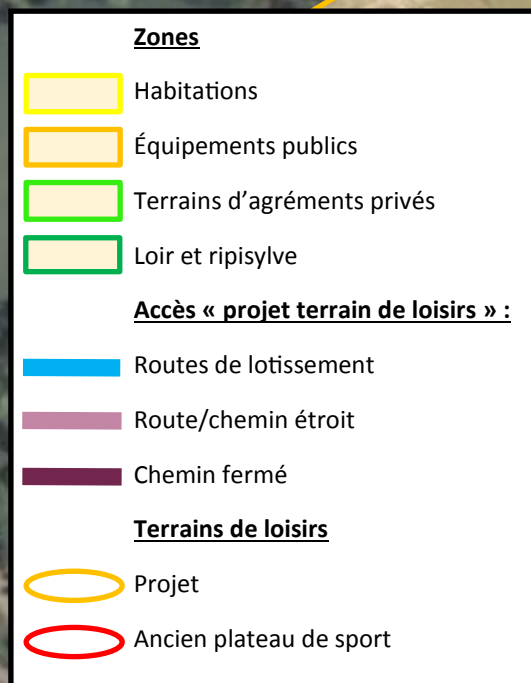 Zones
Habitations
Équipements publics
Terrains d’agréments privés
Loir et ripisylve
Accès « projet terrain de loisirs » :
Routes de lotissement
Route/chemin étroit
Chemin fermé
Terrains de loisirs
Projet
Ancien plateau de sport